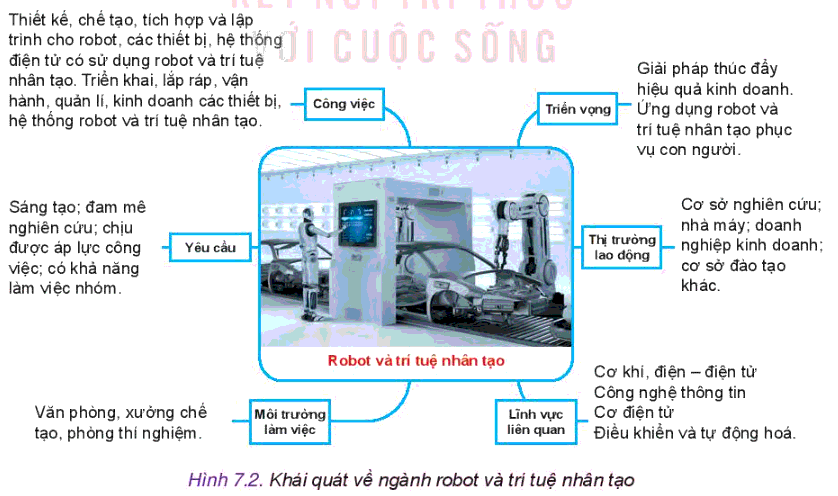 KẾT NỐI TRI THỨC
VỚI CUỘC SỐNG
Thiết kế, chế tạo, tích hợp và lập
trình cho robot, các thiết bị, hệ thống
điện tử có sử dụng robot và trí tuệ
nhân tạo. Triển khai, lắp ráp, vận
hành, quản lí, kinh doanh các thiết bị,
hệ thống robot và trí tuệ nhân tạo.
Công việc
Triển vọng
Giải pháp thúc đẩy
hiệu quả kinh doanh.
Ứng dụng robot và
trí tuệ nhân tạo phục
vụ con người.
Sáng tạo; đam mê
nghiên cứu; chịu
được áp lực công
việc; có khả năng
làm việc nhóm.
Yêu cầu
Thị trường
lao động
Cơ sở nghiên cứu;
nhà máy; doanh
nghiệp kinh doanh;
cơ sở đào tạo
khác.
Robot và trí tuệ nhân tạo
Văn phòng, xưởng chế
tạo, phòng thí nghiệm.
Môi trường
làm việc
Lĩnh vực
liên quan
Cơ khí, điện – điện tử
Công nghệ thông tin
Cơ điện tử
Điều khiển và tự động hoá.
Hình 7.2. Khái quát về ngành robot và trí tuệ nhân tạo